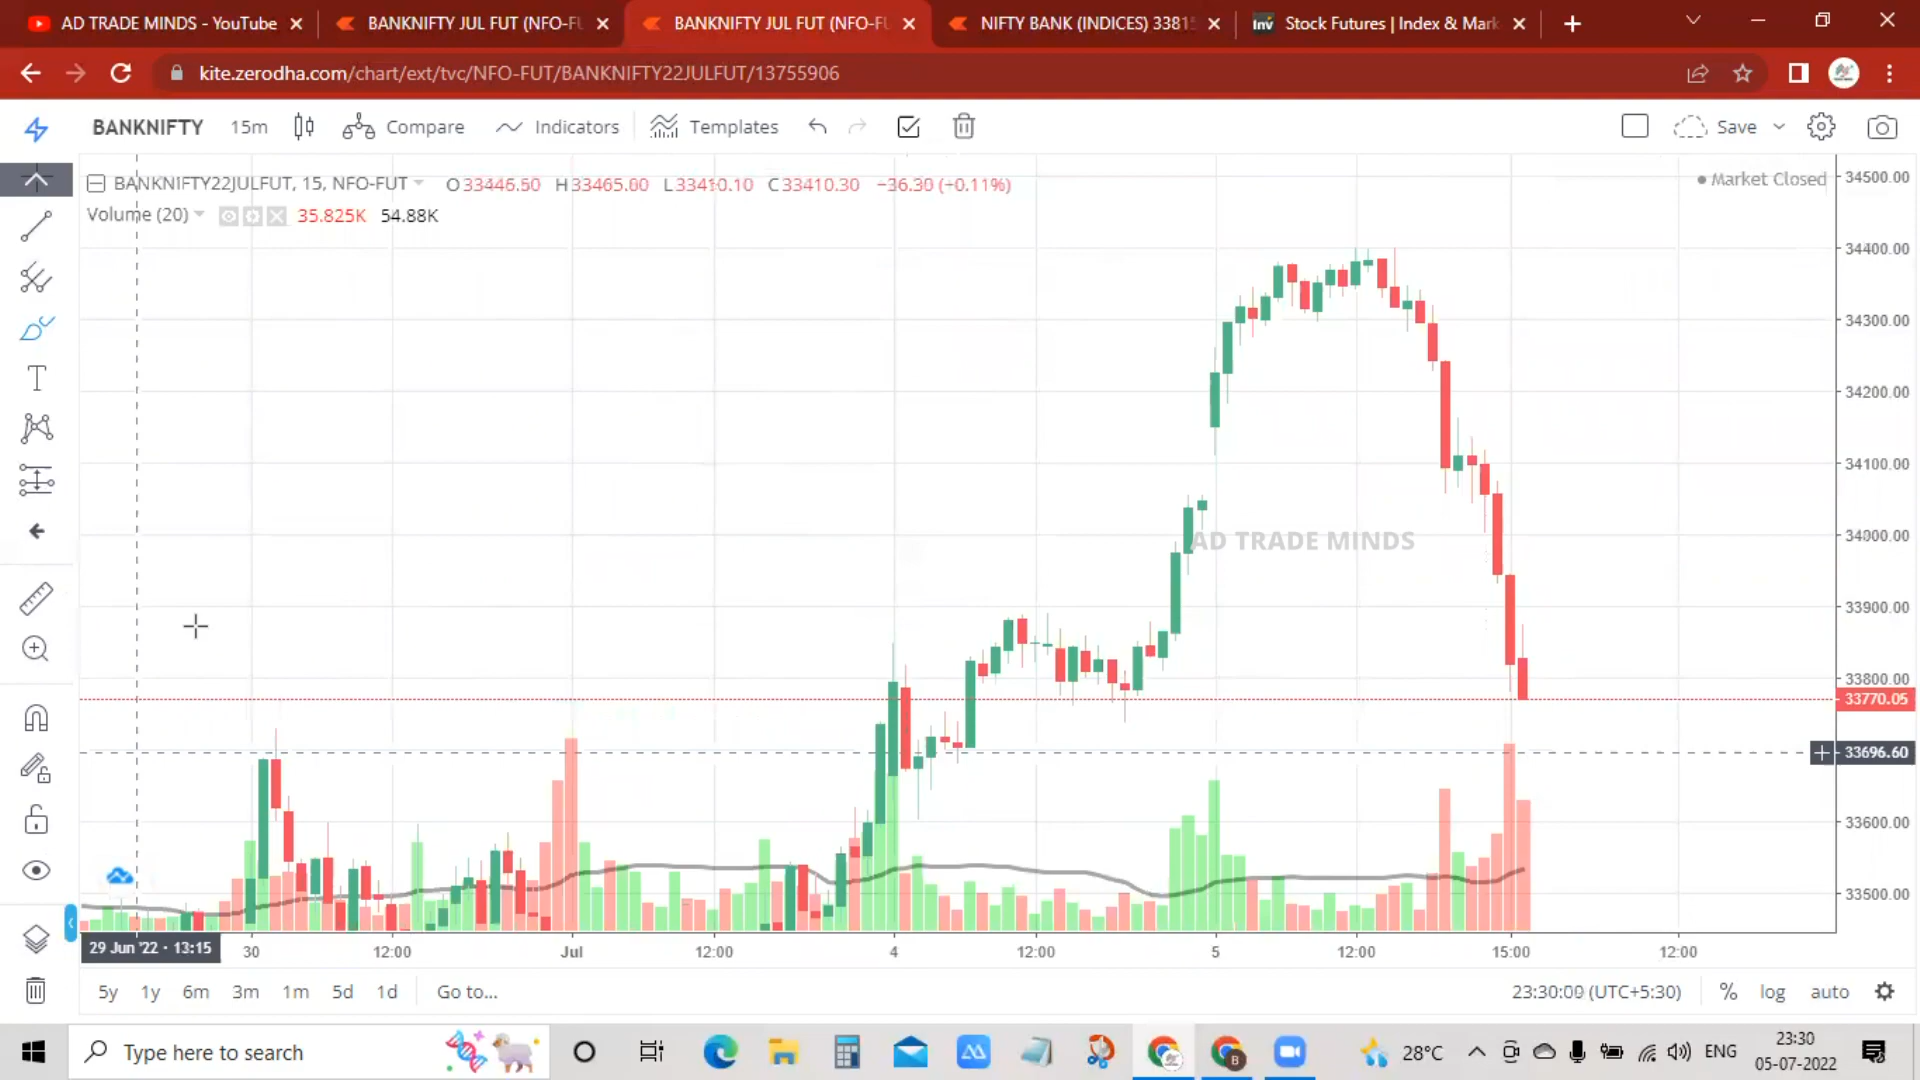 AD TRADE MINDS - YouTube
BANKNIFTY JUL FUT (NFO-FU
BANKNIFTY JUL FUT (NFO-FU
NIFTY BANK (INDICES) 3381
Stock Futures | Index & Mark
kite.zerodha.com/chart/ext/tvc/NFO-FUT/BANKNIFTY22JULFUT/13755906
BANKNIFTY 15m Compare Indicators Templates Save
BANKNIFTY22JULFUT, 15, NFO-FUT O33446.60 H33465.80 L33410.10 C33410.30 −36.30 (−0.11%)
Market Closed
Volume (20) 35.825K 54.88K
34500.00
34400.00
34300.00
34200.00
34100.00
34000.00
AD TRADE MINDS
33900.00
33800.00
33770.05
33696.60
33600.00
33500.00
29 Jun '22 - 13:15 30 12:00 Jul 12:00 4 12:00 5 12:00 15:00 12:00
5y 1y 6m 3m 1m 5d 1d Go to... 23:30:00 (UTC+5:30) % log auto
Type here to search
28°C
ENG
23:30
05-07-2022